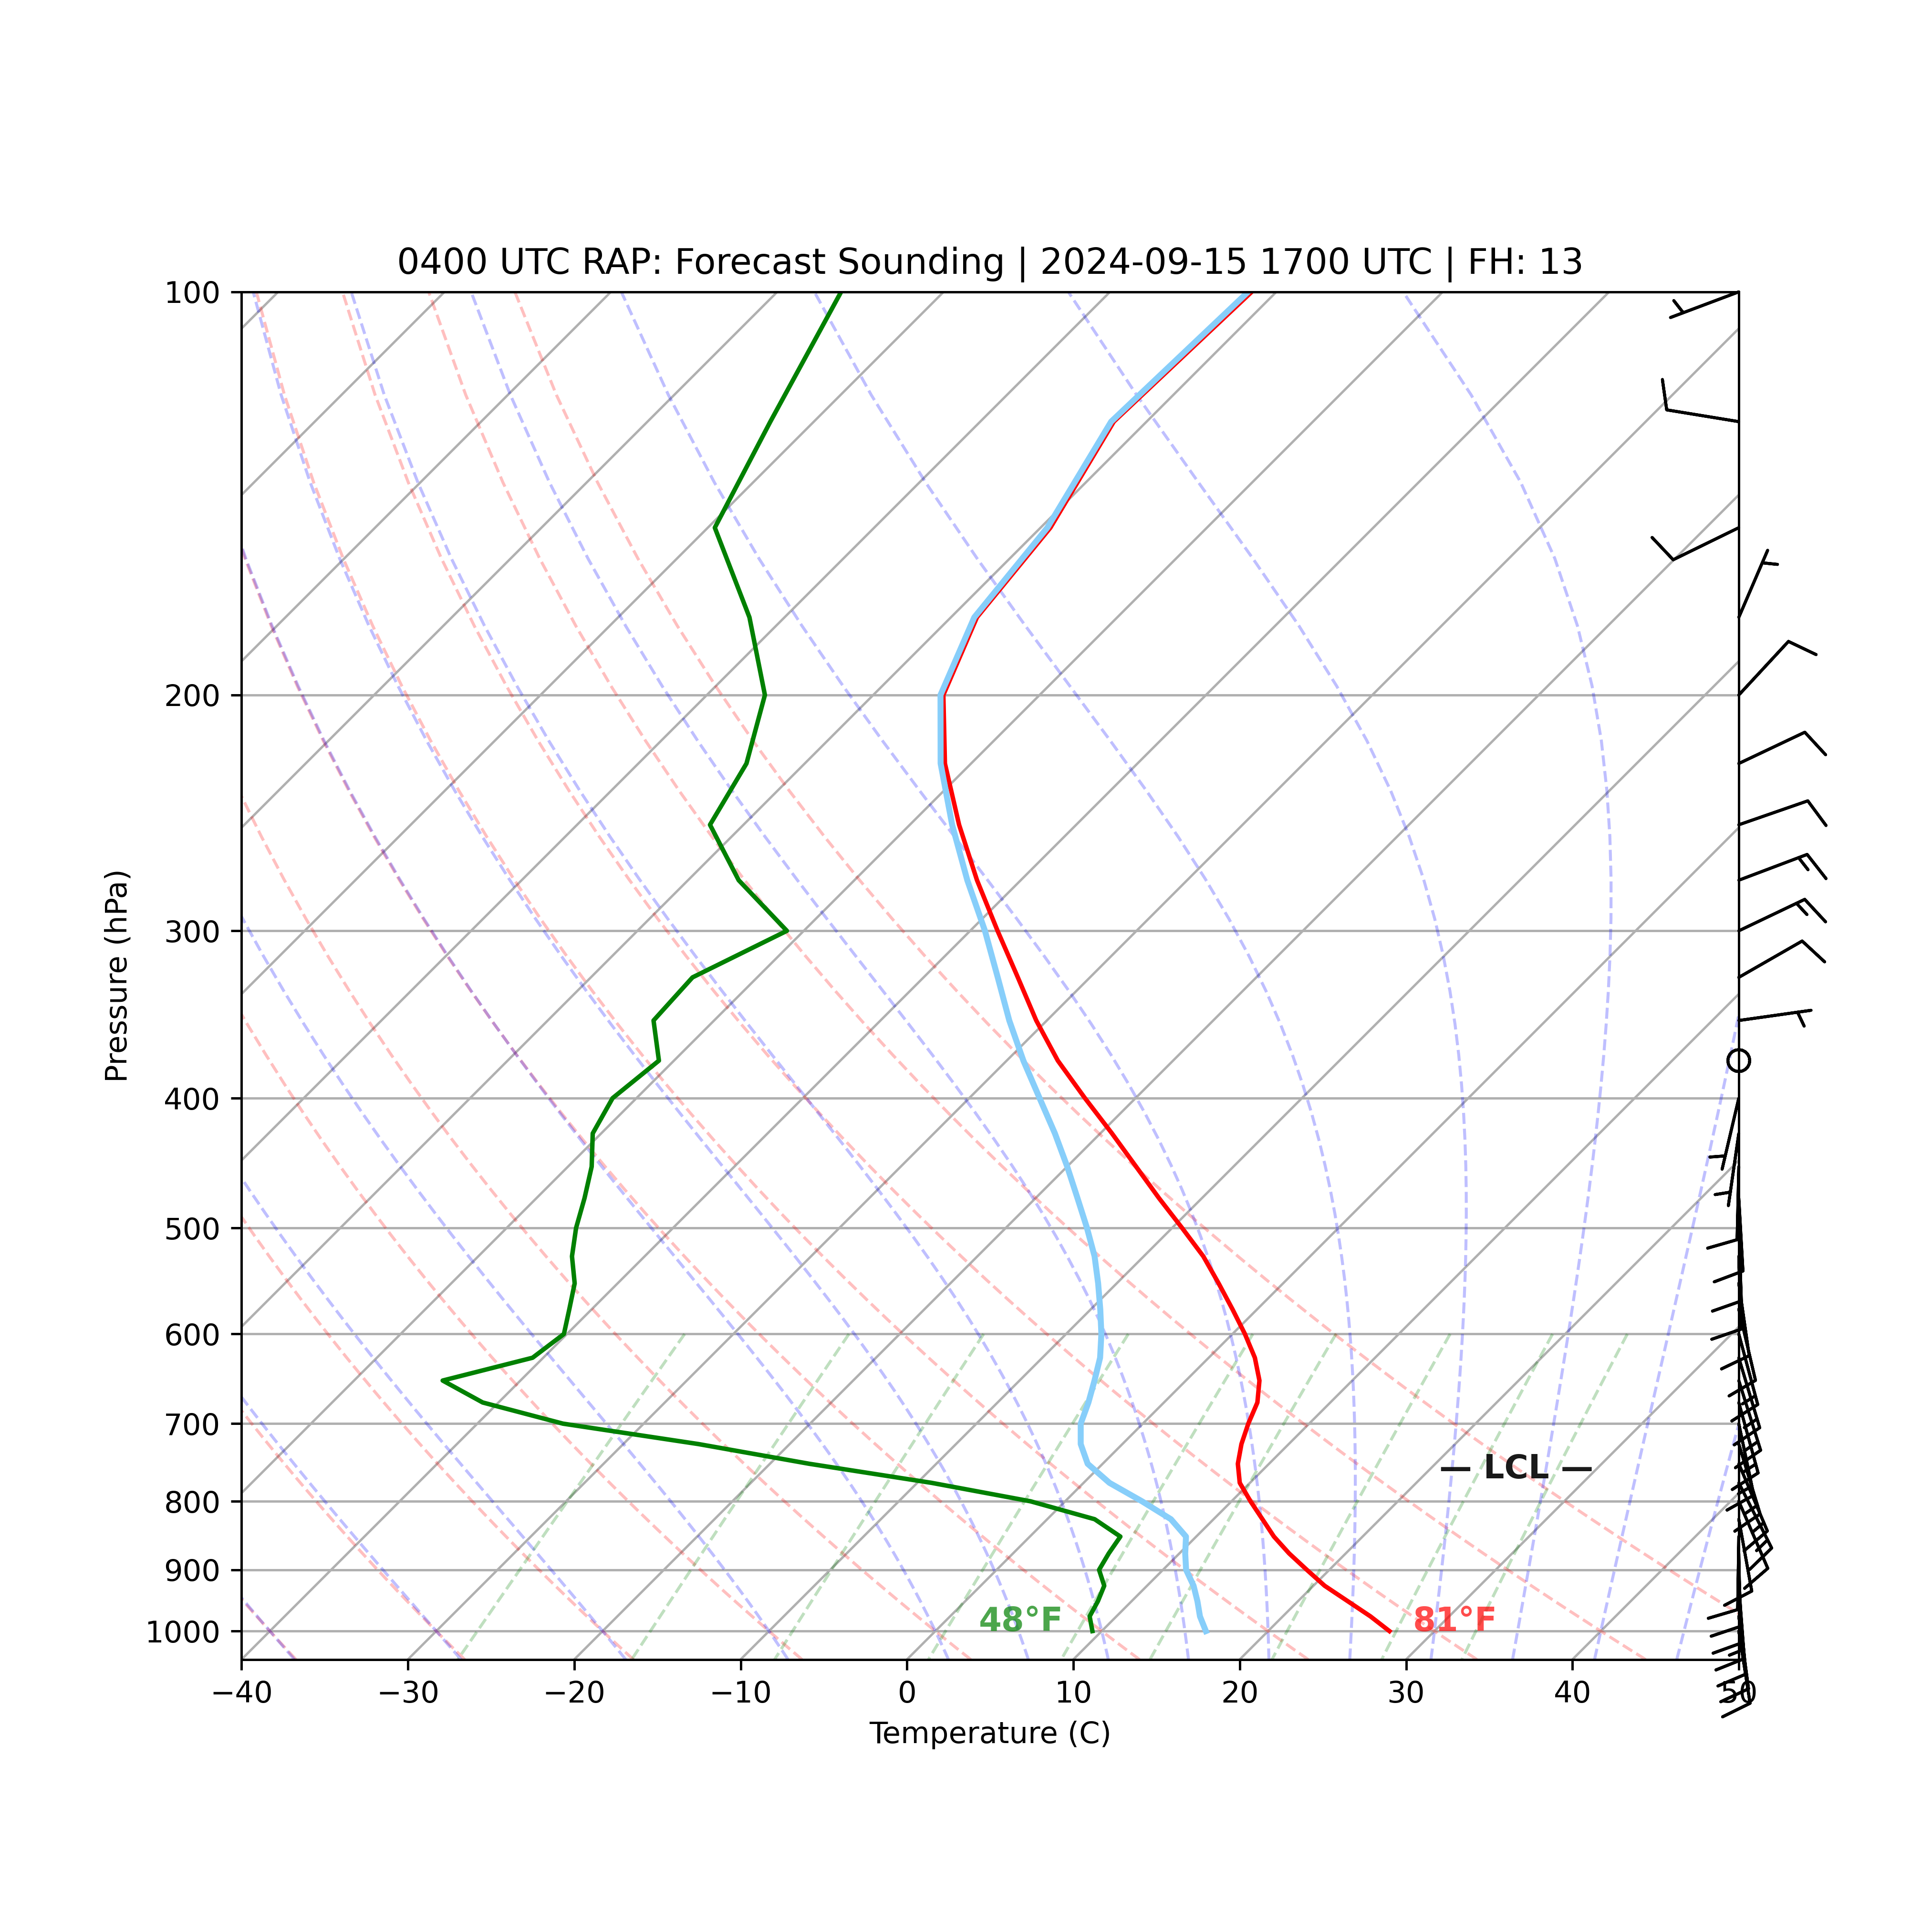 0400 UTC RAP: Forecast Sounding | 2024-09-15 1700 UTC | FH: 13
100
200
300
400
500
600
700
800
900
1000
Pressure (hPa)
— LCL —
48°F
81°F
−40 −30 −20 −10 0 10 20 30 40 50
Temperature (C)